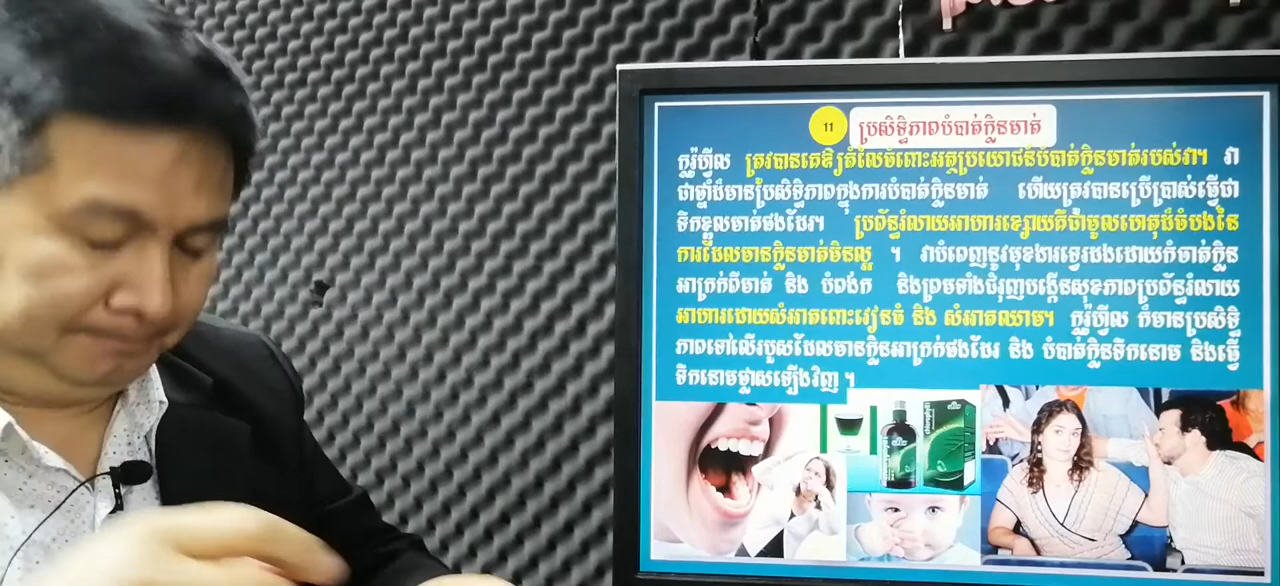 11
ប្រសិទ្ធិភាពបំបាត់ក្លិនមាត់
ក្លរ៉ូហ្វីល ត្រូវបានគេឱ្យតំលៃចំពោះអត្ថប្រយោជន៍បំបាត់ក្លិនមាត់របស់វា។ វា
ជាថ្នាំដ៏មានប្រសិទ្ធិភាពក្នុងការបំបាត់ក្លិនមាត់ ហើយត្រូវបានប្រើប្រាស់ធ្វើជា
ទឹកខ្ពុលមាត់ផងដែរ។ ប្រព័ន្ធរំលាយអាហារខ្សោយគឺជាមូលហេតុដ៏ធំបងនៃ
ការដែលមានក្លិនមាត់មិនល្អ ។ វាបំពេញនូវមុខងារទ្វេរដងដោយកំចាត់ក្លិន
អាក្រក់ពីមាត់ និង បំពង់ក និងព្រមទាំងជំរុញបង្កើនសុខភាពប្រព័ន្ធរំលាយ
អាហារដោយសំអាតពោះវៀនធំ និង សំអាតឈាម។ ក្លរ៉ូហ្វីល ក៏មានប្រសិទ្ធិ
ភាពទៅលើរបួសដែលមានក្លិនអាក្រក់ផងដែរ និង បំបាត់ក្លិនទឹកនោម និងធ្វើ
ទឹកនោមថ្លាសឡើងវិញ ។
chlorophyll
chlorophyll